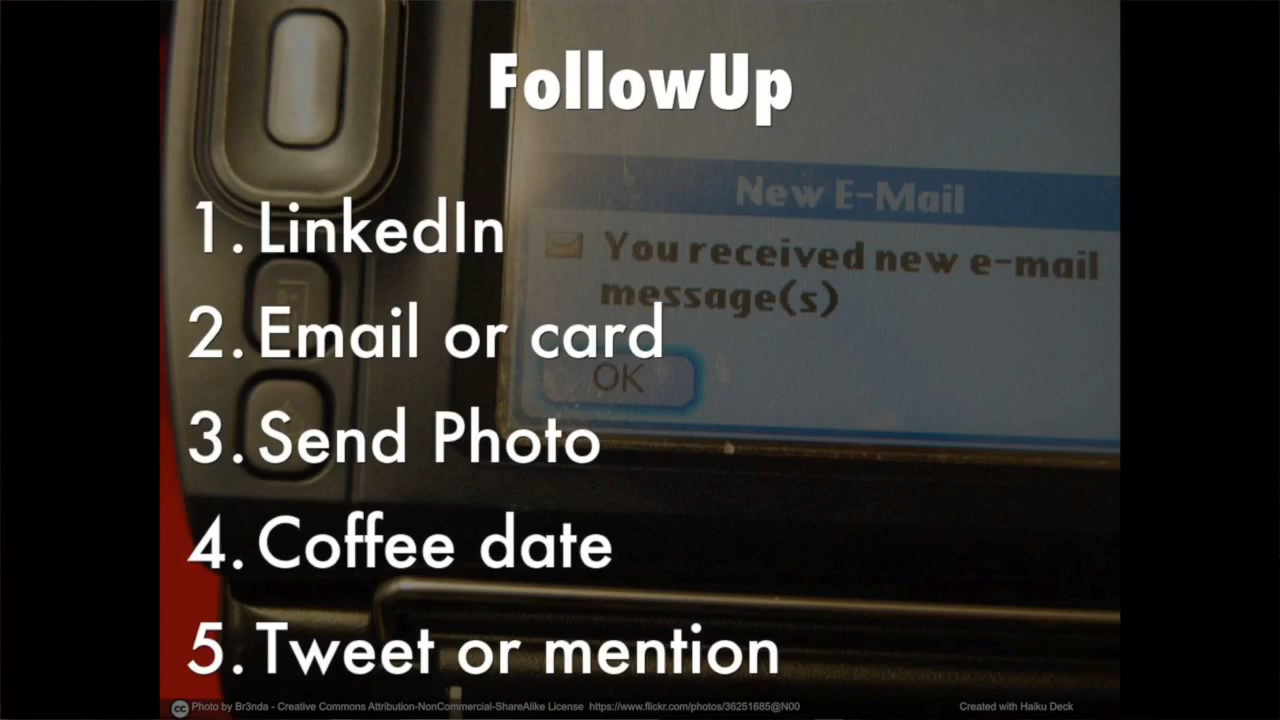 FollowUp
New E-Mail
1. LinkedIn
You received new e-mail
message(s)
2. Email or card
OK
3. Send Photo
4. Coffee date
5. Tweet or mention
cc Photo by Br3nda - Creative Commons Attribution-NonCommercial-ShareAlike License https://www.flickr.com/photos/36251685@N00
Created with Haiku Deck